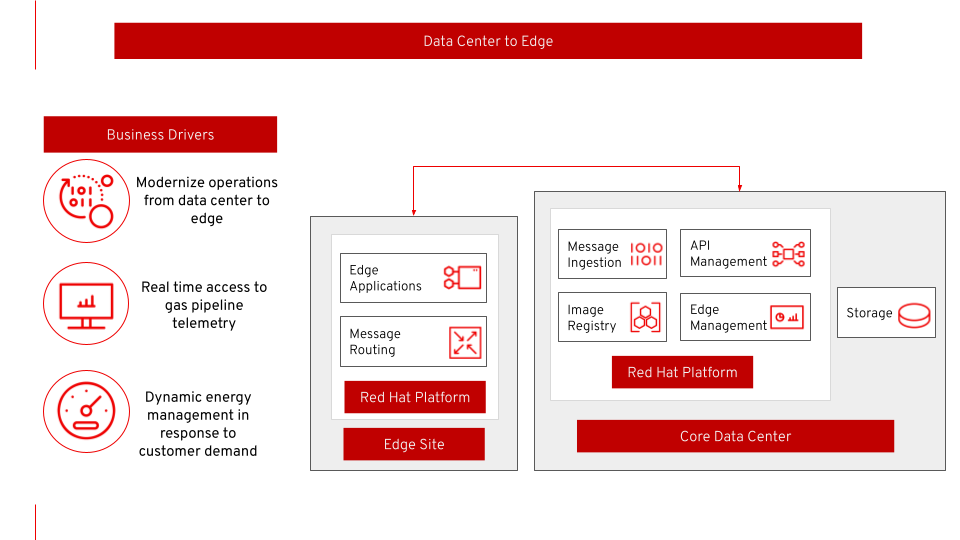 Data Center to Edge
Business Drivers
Modernize operations
from data center to
edge
Real time access to
gas pipeline
telemetry
Dynamic energy
management in
response to
customer demand
Edge
Applications
Message
Routing
Red Hat Platform
Edge Site
Message
Ingestion
1010
11011
API
Management
Image
Registry
Edge
Management
Red Hat Platform
Storage
Core Data Center